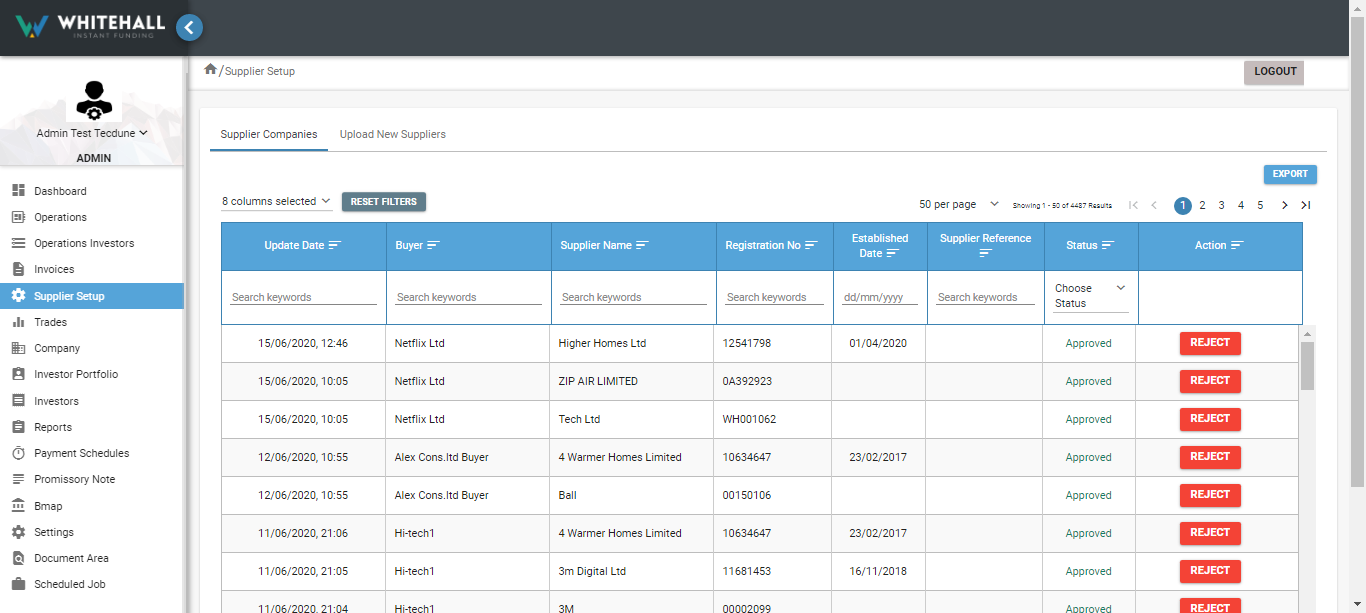 WHITEHALL
INSTANT FUNDING
/Supplier Setup
LOGOUT
Admin Test Tecdune
ADMIN
Dashboard
Operations
Operations Investors
Invoices
Supplier Setup
Trades
Company
Investor Portfolio
Investors
Reports
Payment Schedules
Promissory Note
Bmap
Settings
Document Area
Scheduled Job
Supplier Companies Upload New Suppliers
EXPORT
8 columns selected RESET FILTERS 50 per page Showing 1 - 50 of 4487 Results 1 2 3 4 5
Update Date Buyer Supplier Name Registration No Established Date Supplier Reference Status Action
Search keywords Search keywords Search keywords Search keywords dd/mm/yyyy Search keywords Choose Status
15/06/2020, 12:46 Netflix Ltd Higher Homes Ltd 12541798 01/04/2020 Approved REJECT
15/06/2020, 10:05 Netflix Ltd ZIP AIR LIMITED 0A392923 Approved REJECT
15/06/2020, 10:05 Netflix Ltd Tech Ltd WH001062 Approved REJECT
12/06/2020, 10:55 Alex Cons.ltd Buyer 4 Warmer Homes Limited 10634647 23/02/2017 Approved REJECT
12/06/2020, 10:55 Alex Cons.ltd Buyer Ball 00150106 Approved REJECT
11/06/2020, 21:06 Hi-tech1 4 Warmer Homes Limited 10634647 23/02/2017 Approved REJECT
11/06/2020, 21:05 Hi-tech1 3m Digital Ltd 11681453 16/11/2018 Approved REJECT
11/06/2020, 21:04 Hi-tech1 3M 00002099 Approved REJECT